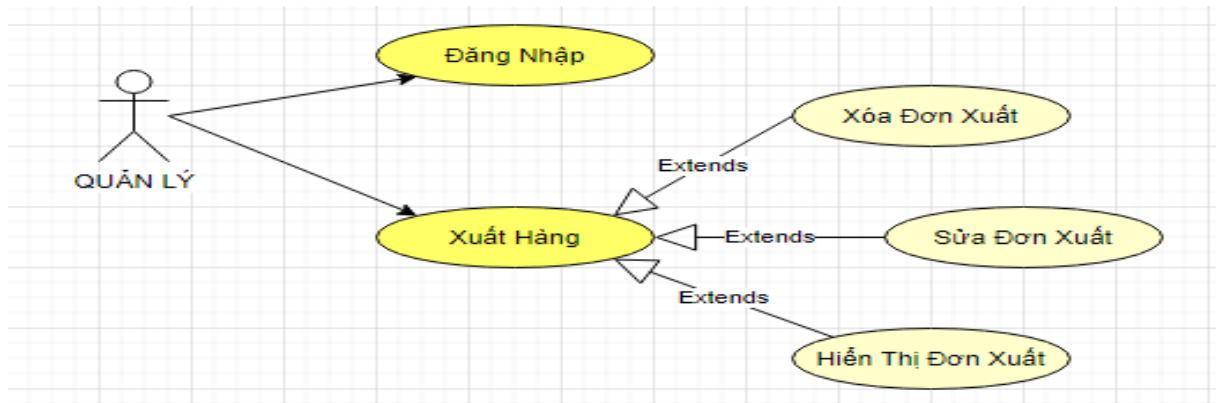 Đăng Nhập
Xóa Đơn Xuất
Extends
QUẢN LÝ
Xuất Hàng
Extends
Sửa Đơn Xuất
Extends
Hiển Thị Đơn Xuất